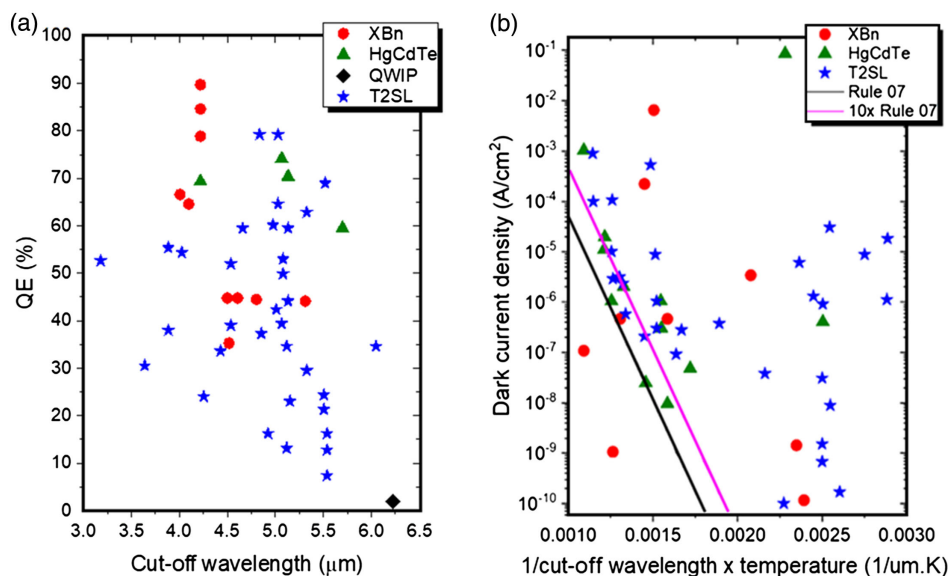 (a)
XBn
HgCdTe
QWIP
T2SL
QE (%)
100
90
80
70
60
50
40
30
20
10
0
3.0 3.5 4.0 4.5 5.0 5.5 6.0 6.5
Cut-off wavelength (μm)
(b)
XBn
HgCdTe
T2SL
Rule 07
10x Rule 07
Dark current density (A/cm²)
10⁻¹
10⁻²
10⁻³
10⁻⁴
10⁻⁵
10⁻⁶
10⁻⁷
10⁻⁸
10⁻⁹
10⁻¹⁰
0.0010 0.0015 0.0020 0.0025 0.0030
1/cut-off wavelength x temperature (1/um.K)